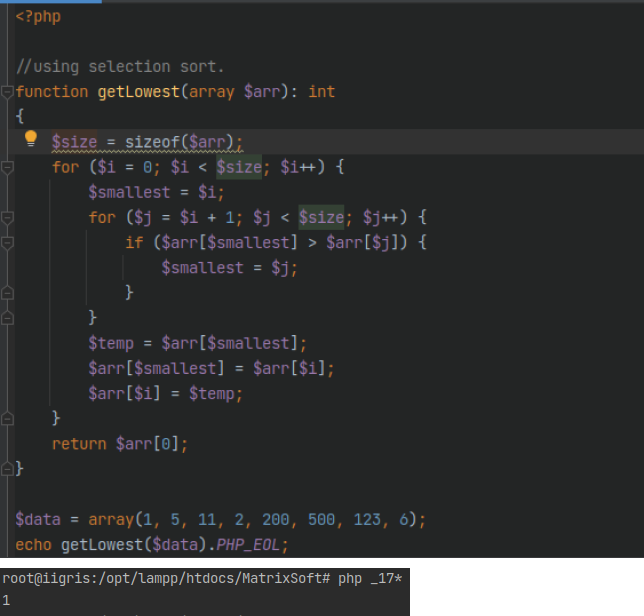 <?php
//using selection sort.
function getLowest(array $arr): int
{
$size = sizeof($arr);
for ($i = 0; $i < $size; $i++) {
$smallest = $i;
for ($j = $i + 1; $j < $size; $j++) {
if ($arr[$smallest] > $arr[$j]) {
$smallest = $j;
}
}
$temp = $arr[$smallest];
$arr[$smallest] = $arr[$i];
$arr[$i] = $temp;
}
return $arr[0];
}
$data = array(1, 5, 11, 2, 200, 500, 123, 6);
echo getLowest($data).PHP_EOL;
root@iigris:/opt/lampp/htdocs/MatrixSoft# php _17*
1